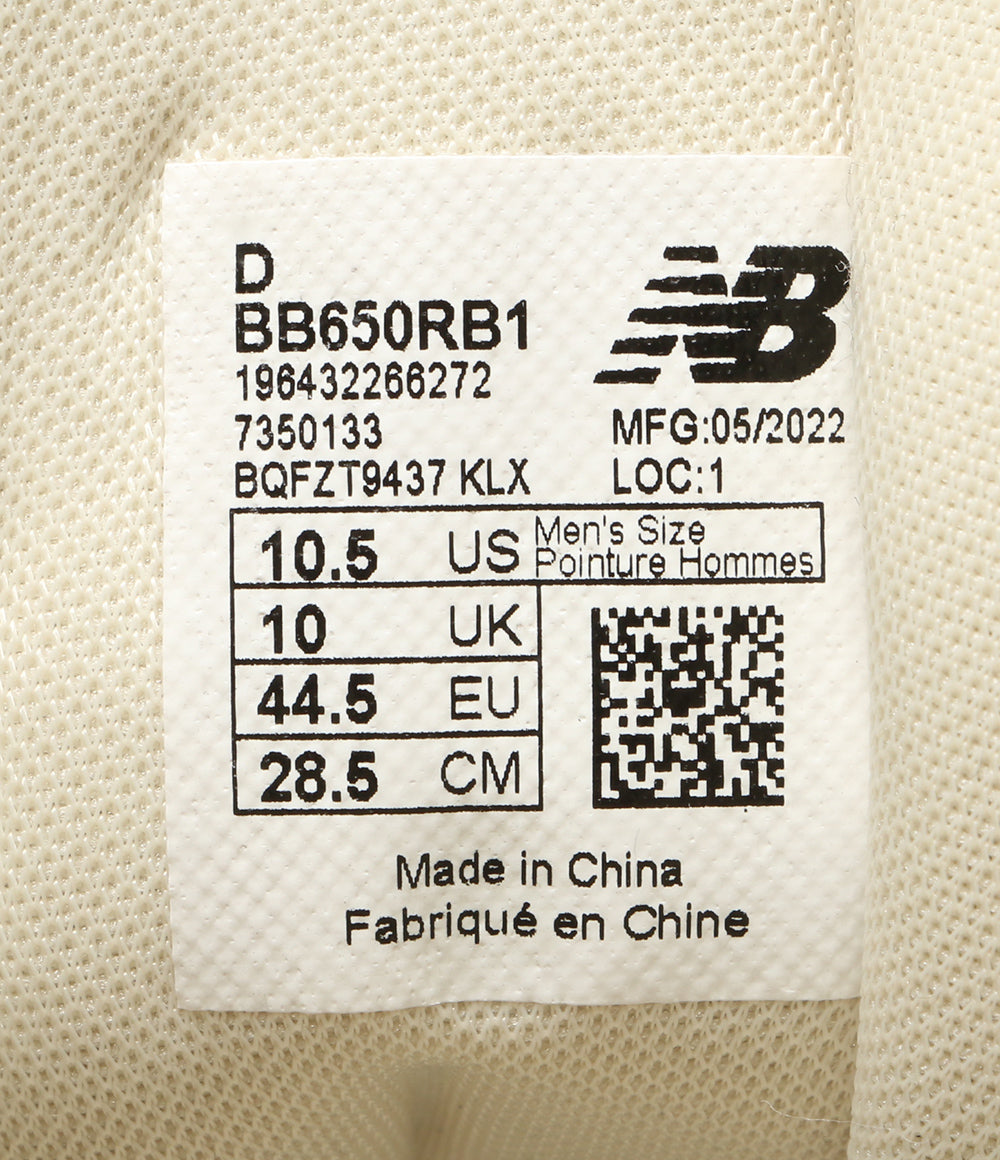 D
BB650RB1
196432266272
7350133
BQFZT9437 KLX
NB
MFG:05/2022
LOC:1
10.5 US Men's Size
Pointure Hommes
10 UK
44.5 EU
28.5 CM
Made in China
Fabriqué en Chine